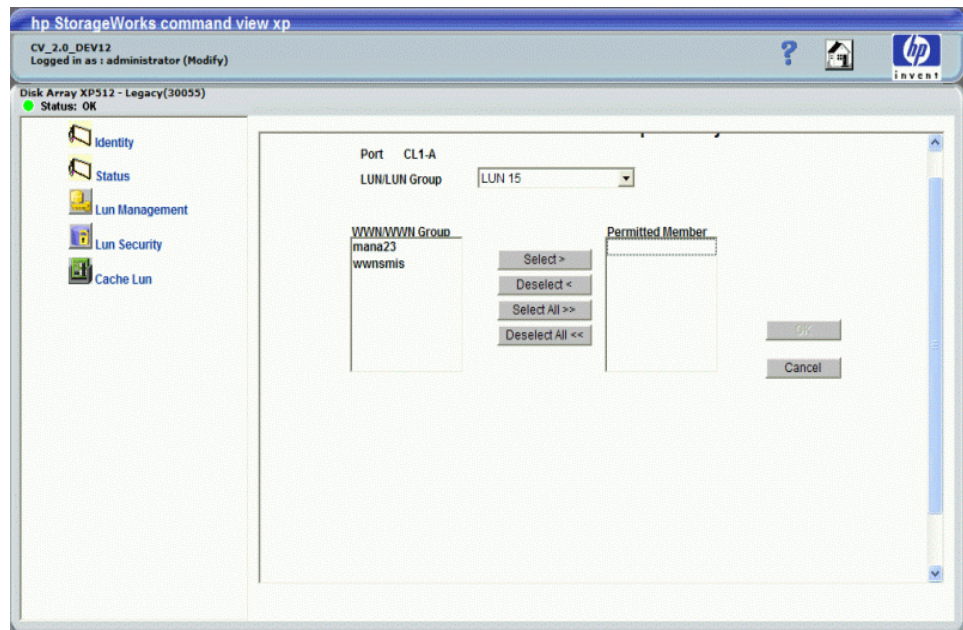 hp StorageWorks command view xp
CV_2.0_DEV12
Logged in as : administrator (Modify)
?
hp
invent
Disk Array XP512 - Legacy(30055)
Status: OK
Identity
Status
Lun Management
Lun Security
Cache Lun
Port CL1-A
LUN/LUN Group LUN 15
WWN/WWN Group
mana23
wwnsmis
Select >
Deselect <
Select All >>
Deselect All <<
Permitted Member
OK
Cancel